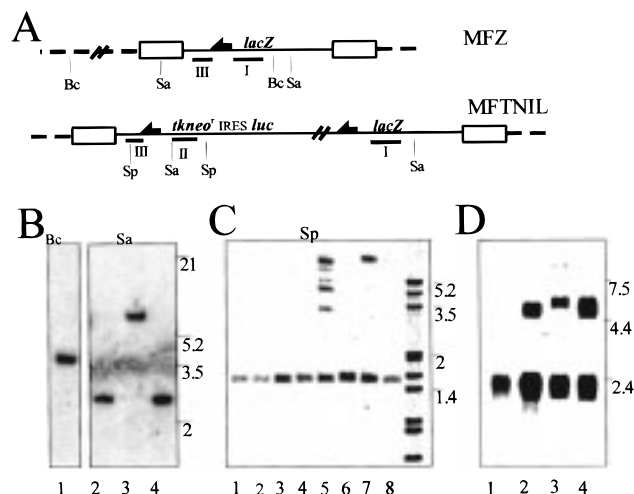 A
lacZ
MFZ
III
I
Bc
Sa
Bc
Sa
MFTNIL
tkneoʳ IRES luc
lacZ
III
II
I
Sp
Sa
Sp
Sa
B
C
D
Bc
Sa
Sp
21
5.2
3.5
2
5.2
3.5
2
1.4
7.5
4.4
2.4
1 2 3 4
1 2 3 4 5 6 7 8
1 2 3 4